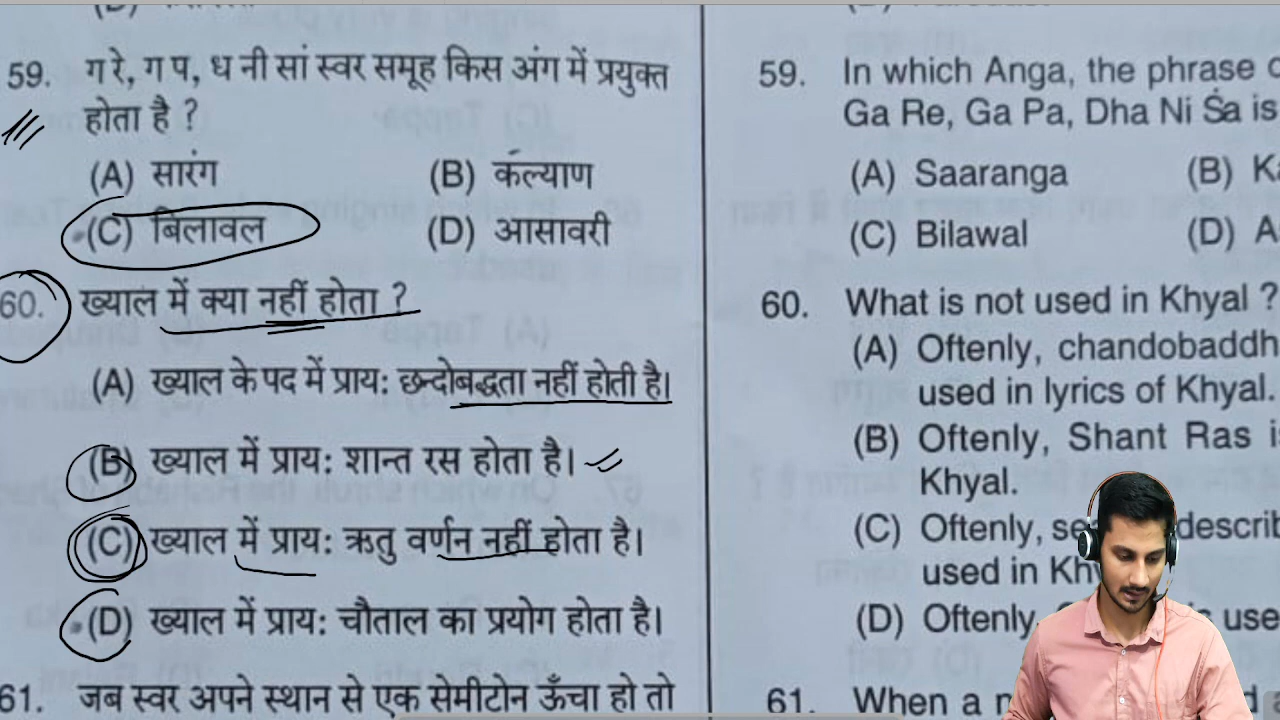 59. ग रे, ग प, ध नी सां स्वर समूह किस अंग में प्रयुक्त
होता है ?
(A) सारंग (B) कल्याण
(C) बिलावल (D) आसावरी
60. ख्याल में क्या नहीं होता ?
(A) ख्याल के पद में प्राय: छन्दोबद्धता नहीं होती है।
(B) ख्याल में प्राय: शान्त रस होता है।
(C) ख्याल में प्राय: ऋतु वर्णन नहीं होता है।
(D) ख्याल में प्राय: चौताल का प्रयोग होता है।
61. जब स्वर अपने स्थान से एक सेमीटोन ऊँचा हो तो
59. In which Anga, the phrase
Ga Re, Ga Pa, Dha Ni Ṡa is
(A) Saaranga (B)
(C) Bilawal (D)
60. What is not used in Khyal ?
(A) Oftenly, chandobaddh
used in lyrics of Khyal.
(B) Oftenly, Shant Ras
Khyal.
(C) Oftenly,
used in
(D) Oftenly,
61. When a